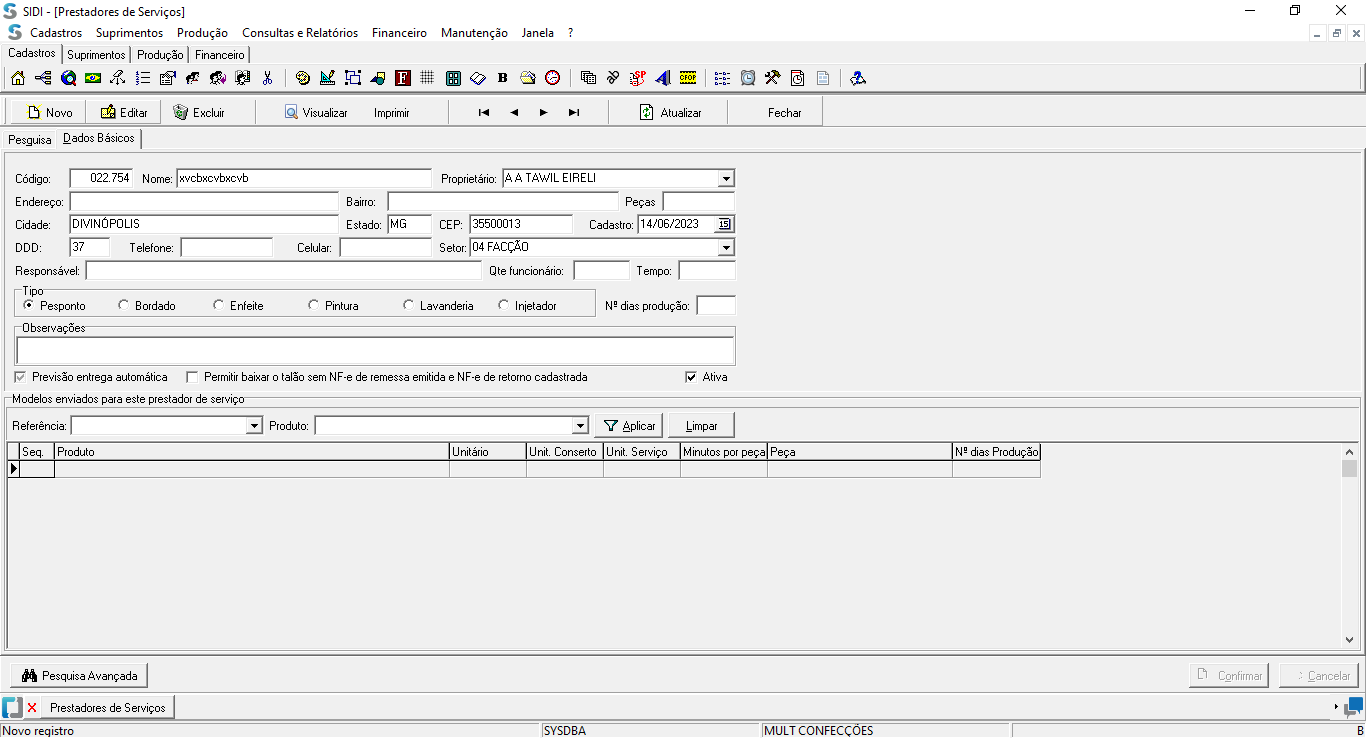 SIDI - [Prestadores de Serviços]
Cadastros Suprimentos Produção Consultas e Relatórios Financeiro Manutenção Janela ?
Cadastros Suprimentos Produção Financeiro
Novo Editar Excluir Visualizar Imprimir Atualizar Fechar
Pesquisa Dados Básicos
Código: 022.754 Nome: xvcbxcvbxcvb Proprietário: A A TAWIL EIRELI
Endereço: Bairro: Peças
Cidade: DIVINÓPOLIS Estado: MG CEP: 35500013 Cadastro: 14/06/2023 15
DDD: 37 Telefone: Celular: Setor: 04 FACÇÃO
Responsável: Qte funcionário: Tempo:
Tipo
Pesponto Bordado Enfeite Pintura Lavanderia Injetador Nº dias produção:
Observações
Previsão entrega automática Permitir baixar o talão sem NF-e de remessa emitida e NF-e de retorno cadastrada Ativa
Modelos enviados para este prestador de serviço
Referência: Produto: Aplicar Limpar
Seq. Produto Unitário Unit. Conserto Unit. Serviço Minutos por peça Peça Nº dias Produção
Pesquisa Avançada Confirmar Cancelar
Prestadores de Serviços
Novo registro SYSDBA MULT CONFECÇÕES B